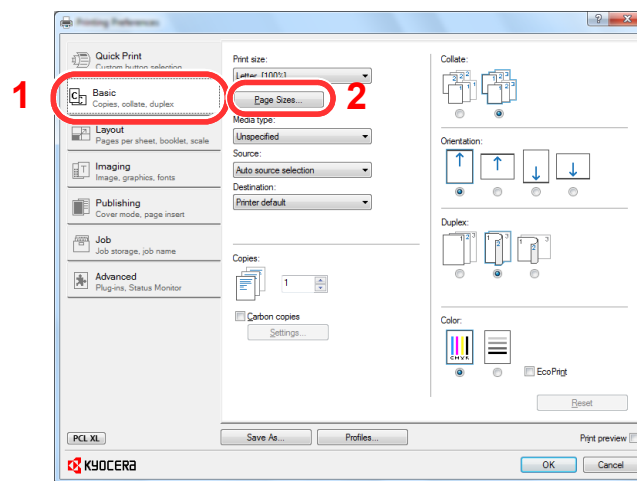 Printing Preferences
1
Quick Print
Custom button selection
Basic
Copies, collate, duplex
Layout
Pages per sheet, booklet, scale
Imaging
Image, graphics, fonts
Publishing
Cover mode, page insert
Job
Job storage, job name
Advanced
Plug-ins, Status Monitor
Print size:
Letter [100%]
Page Sizes...
2
Media type:
Unspecified
Source:
Auto source selection
Destination:
Printer default
Copies:
1
Carbon copies
Settings...
Collate:
Orientation:
Duplex:
Color:
CMYK
EcoPrint
Reset
PCL XL
Save As...
Profiles...
Print preview
KYOCERA
OK
Cancel